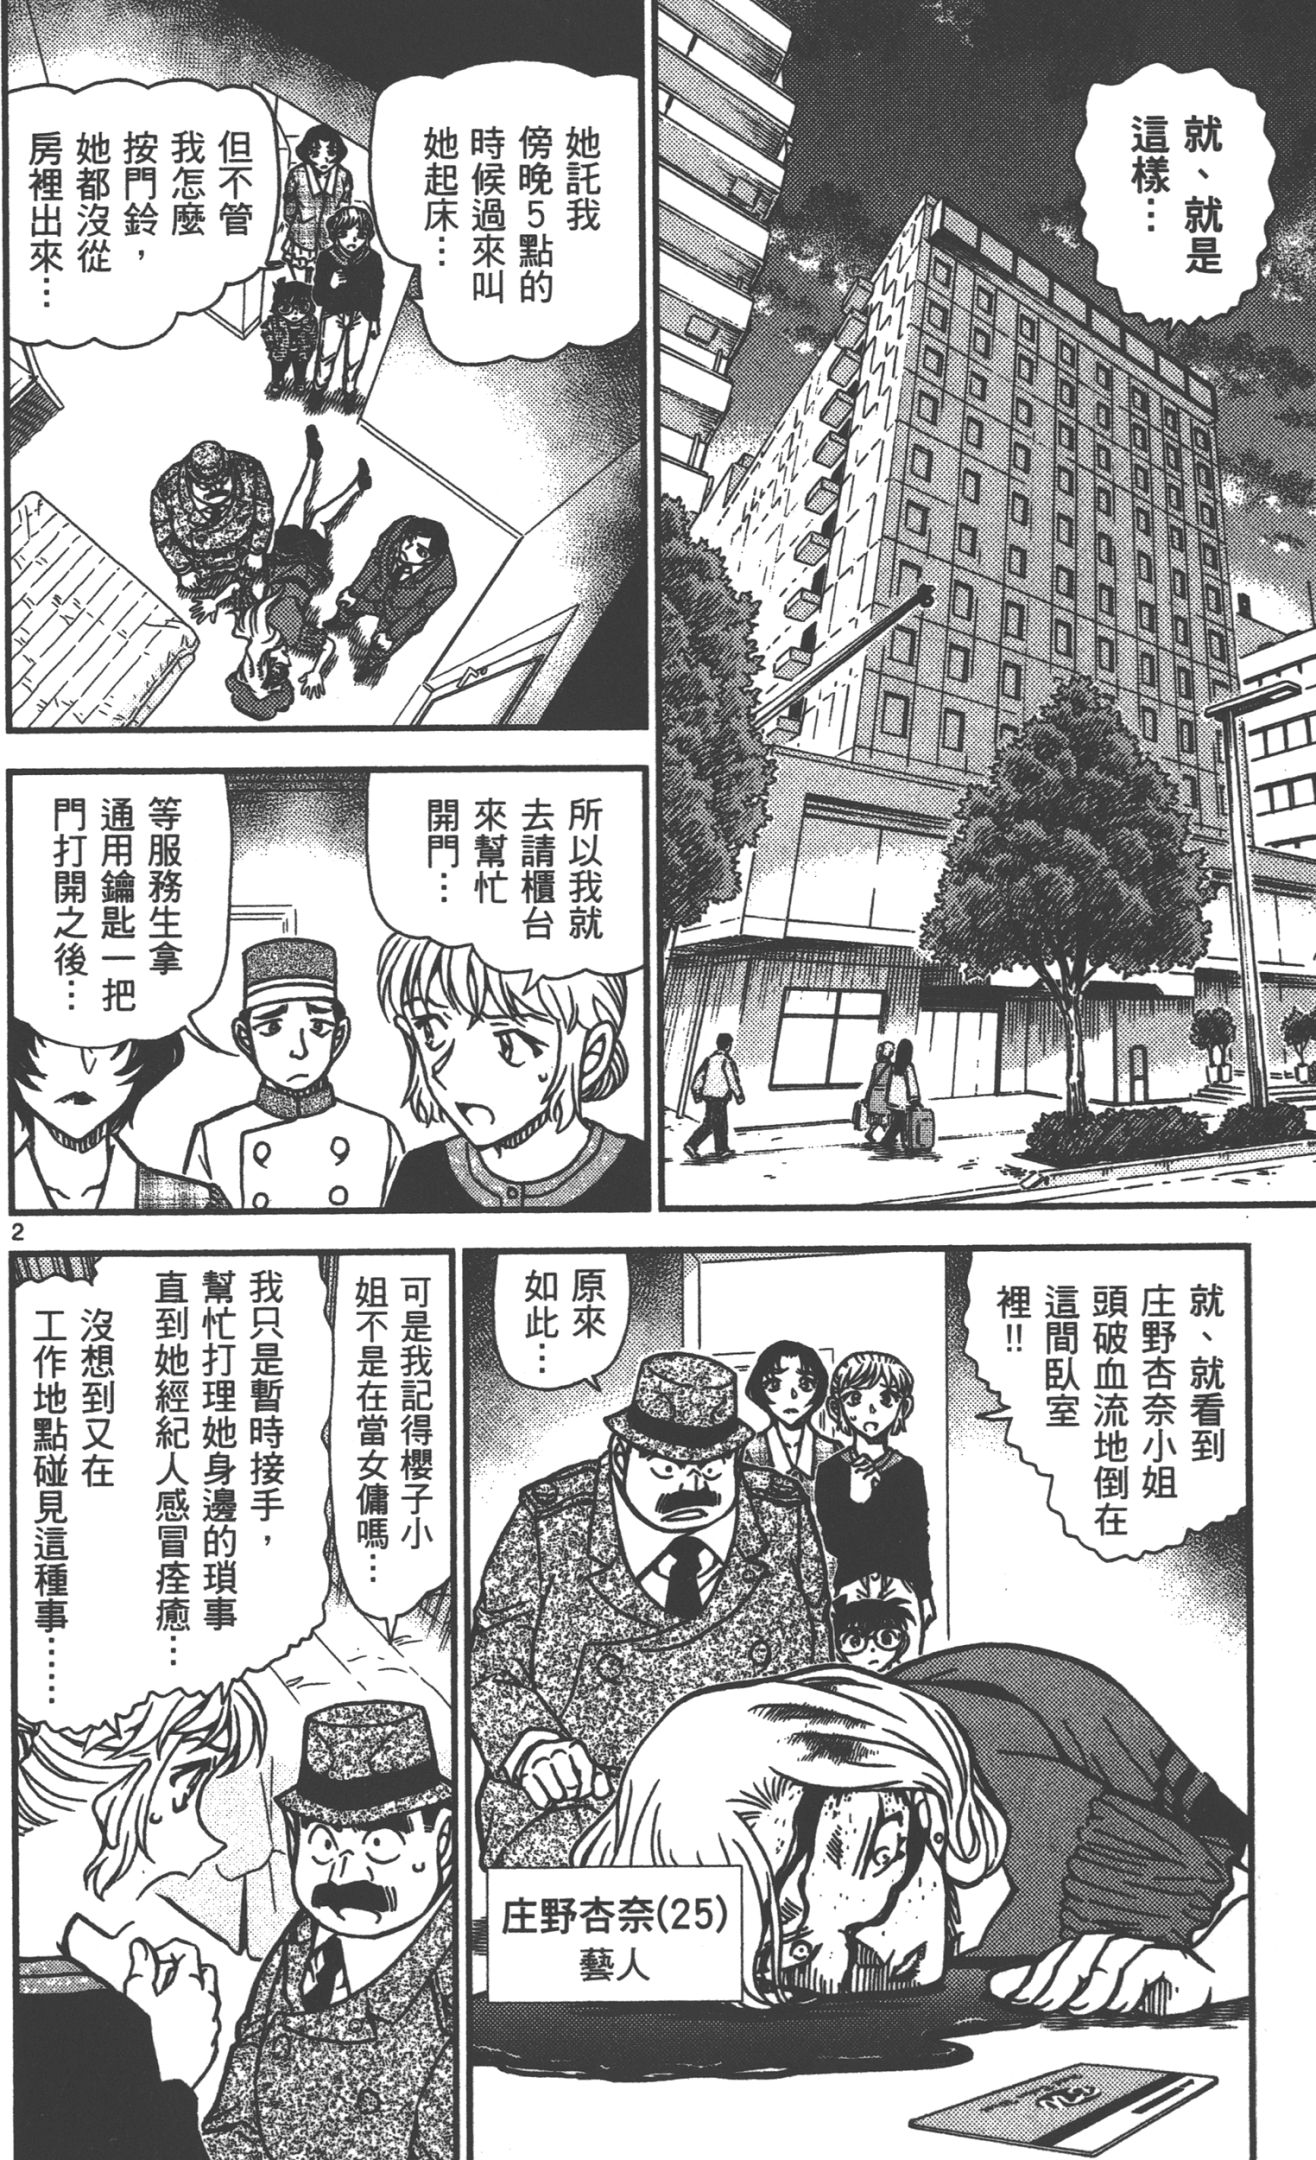 就、就是
這樣…
她託我
傍晚5點的
時候過來叫
她起床…
但不管
我怎麼
按門鈴，
她都沒從
房裡出來…
所以我就
去請櫃台
來幫忙
開門…
等服務生拿
通用鑰匙一把
門打開之後…
2
就、就看到
庄野杏奈小姐
頭破血流地倒在
這間臥室
裡!!
原來
如此…
庄野杏奈(25)
藝人
可是我記得櫻子小
姐不是在當女傭嗎…
我只是暫時接手，
幫忙打理她身邊的瑣事
直到她經紀人感冒痊癒…
沒想到又在
工作地點碰見這種事……